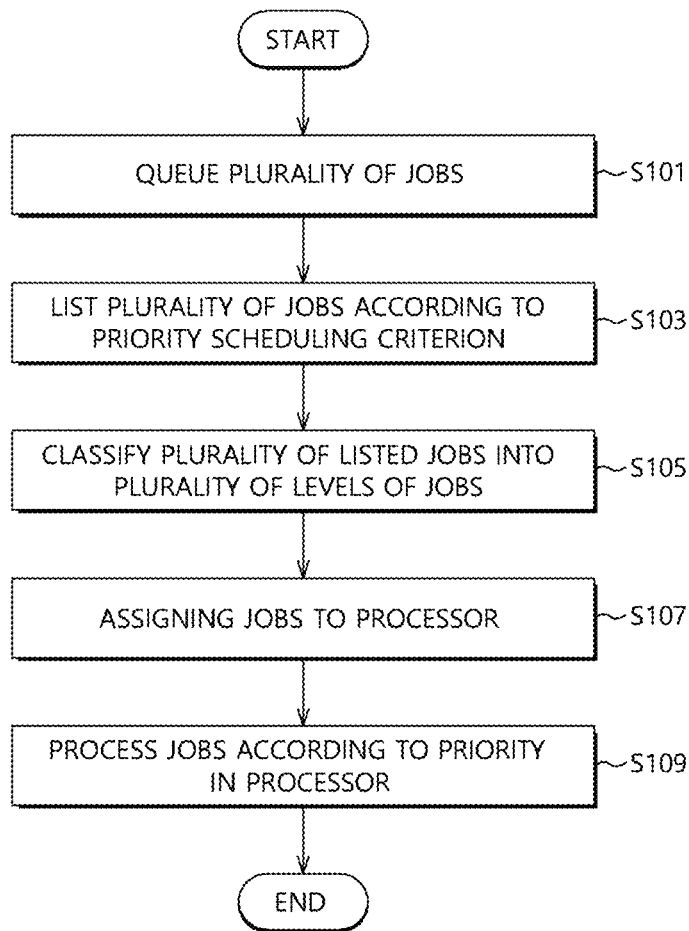 START
QUEUE PLURALITY OF JOBS
S101
LIST PLURALITY OF JOBS ACCORDING TO
PRIORITY SCHEDULING CRITERION
S103
CLASSIFY PLURALITY OF LISTED JOBS INTO
PLURALITY OF LEVELS OF JOBS
S105
ASSIGNING JOBS TO PROCESSOR
S107
PROCESS JOBS ACCORDING TO PRIORITY
IN PROCESSOR
S109
END